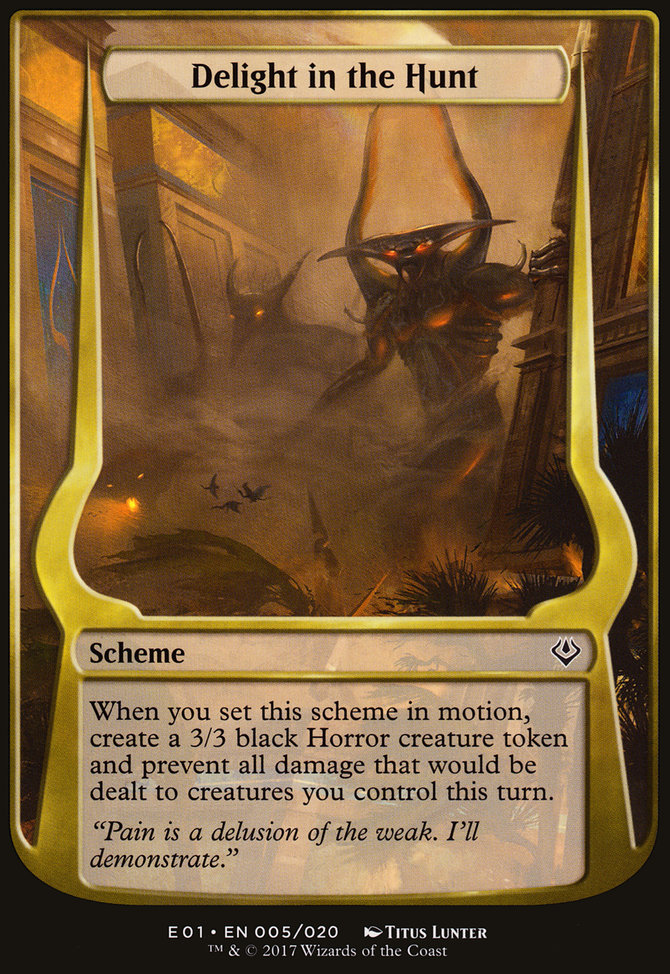 Delight in the Hunt
Scheme
When you set this scheme in motion,
create a 3/3 black Horror creature token
and prevent all damage that would be
dealt to creatures you control this turn.
“Pain is a delusion of the weak. I’ll
demonstrate.”
E01 • EN 005/020 Titus Lunter
™ & © 2017 Wizards of the Coast